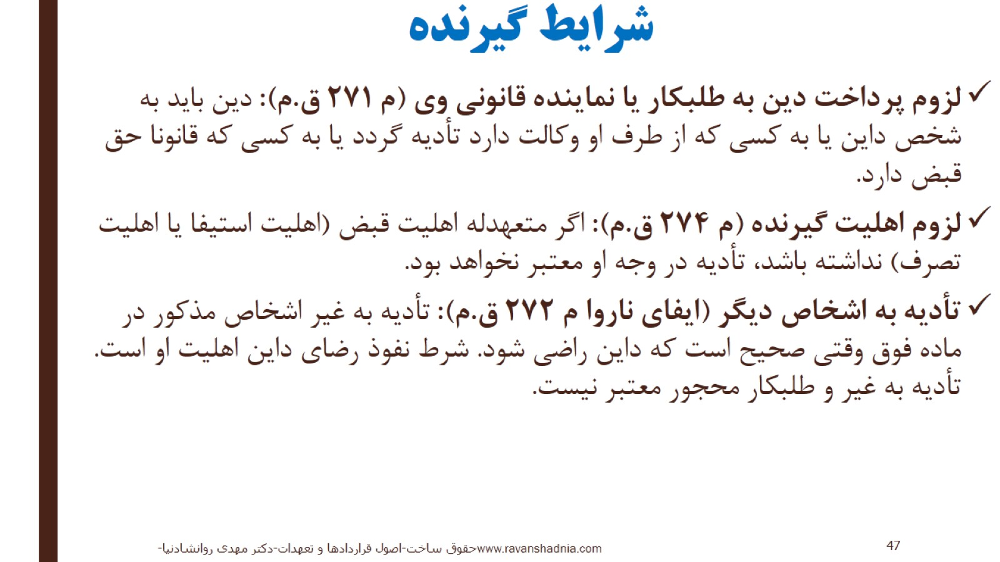 شرایط گیرنده
✓ لزوم پرداخت دین به طلبکار یا نماینده قانونی وی (م ۲۷۱ ق.م): دین باید به
شخص داین یا به کسی که از طرف او وکالت دارد تأدیه گردد یا به کسی که قانونا حق
قبض دارد.
✓ لزوم اهلیت گیرنده (م ۲۷۴ ق.م): اگر متعهدله اهلیت قبض (اهلیت استیفا یا اهلیت
تصرف) نداشته باشد، تأدیه در وجه او معتبر نخواهد بود.
✓ تأدیه به اشخاص دیگر (ایفای ناروا م ۲۷۲ ق.م): تأدیه به غیر اشخاص مذکور در
ماده فوق وقتی صحیح است که داین راضی شود. شرط نفوذ رضای داین اهلیت او است.
تأدیه به غیر و طلبکار محجور معتبر نیست.
حقوق ساخت-اصول قراردادها و تعهدات-دکتر مهدی روانشادنیا-www.ravanshadnia.com
47